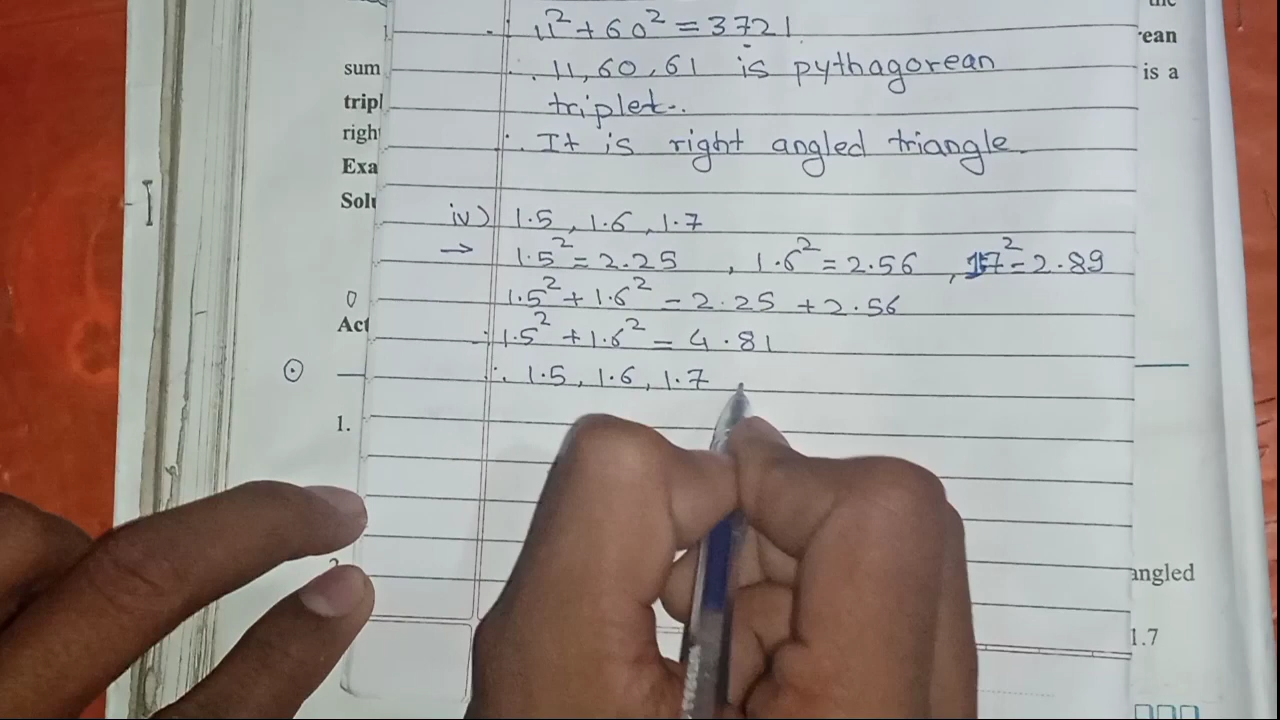 the
1
11² + 60² = 3721
rean
sum
∴ 11, 60, 61 is pythagorean
is a
tripl
triplet..
righ
∴ It is right angled triangle.
Exa
Solu
iv) 1.5, 1.6, 1.7
→ 1.5² = 2.25 , 1.6² = 2.56 , 1.7² = 2.89
1.5² + 1.6² = 2.25 + 2.56
Act
∴ 1.5² + 1.6² = 4.81
∴ 1.5, 1.6, 1.7
1.
angled
1.7